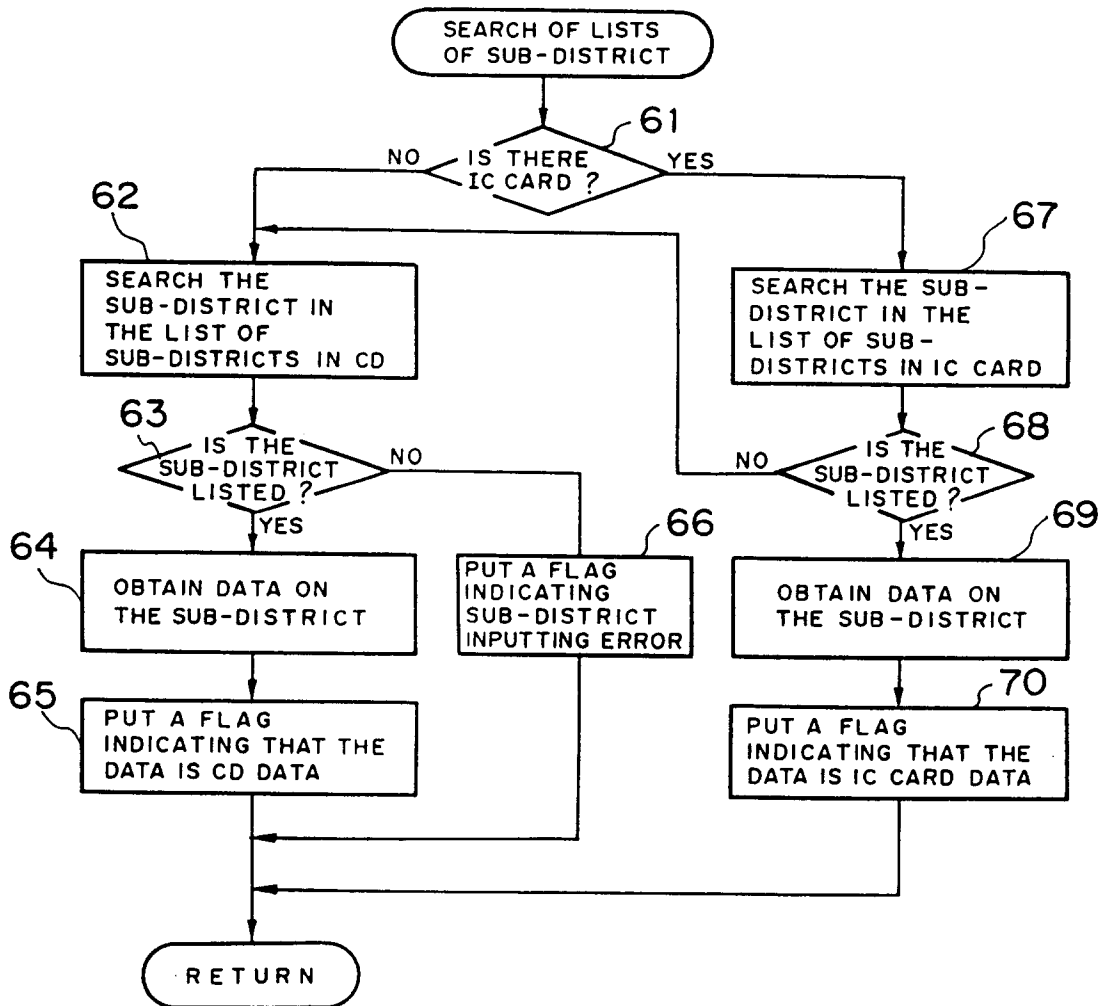 SEARCH OF LISTS
OF SUB-DISTRICT
61
IS THERE
IC CARD ?
NO
YES
62
SEARCH THE
SUB-DISTRICT IN
THE LIST OF
SUB-DISTRICTS IN CD
67
SEARCH THE SUB-
DISTRICT IN THE
LIST OF SUB-
DISTRICTS IN IC CARD
63
IS THE
SUB-DISTRICT
LISTED ?
NO
YES
68
IS THE
SUB-DISTRICT
LISTED ?
NO
YES
64
OBTAIN DATA ON
THE SUB-DISTRICT
66
PUT A FLAG
INDICATING
SUB-DISTRICT
INPUTTING ERROR
69
OBTAIN DATA ON
THE SUB-DISTRICT
65
PUT A FLAG
INDICATING THAT THE
DATA IS CD DATA
70
PUT A FLAG
INDICATING THAT THE
DATA IS IC CARD DATA
RETURN